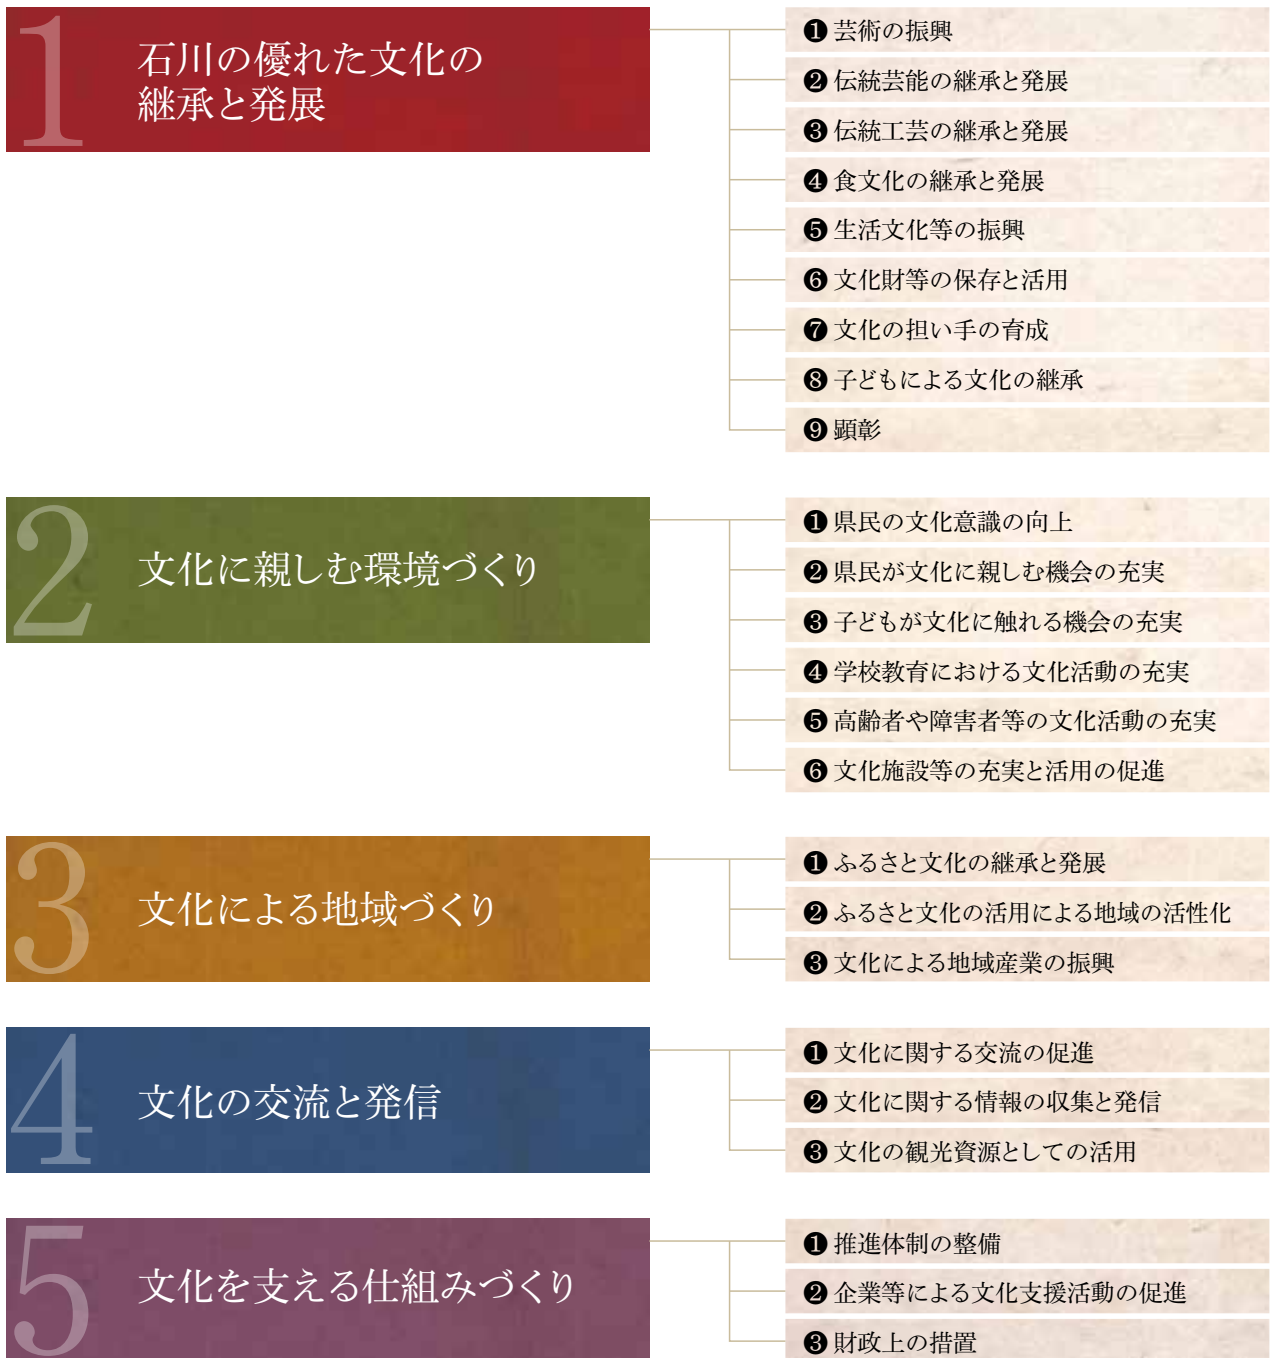 1
石川の優れた文化の
継承と発展
❶ 芸術の振興
❷ 伝統芸能の継承と発展
❸ 伝統工芸の継承と発展
❹ 食文化の継承と発展
❺ 生活文化等の振興
❻ 文化財等の保存と活用
❼ 文化の担い手の育成
❽ 子どもによる文化の継承
❾ 顕彰
2
文化に親しむ環境づくり
❶ 県民の文化意識の向上
❷ 県民が文化に親しむ機会の充実
❸ 子どもが文化に触れる機会の充実
❹ 学校教育における文化活動の充実
❺ 高齢者や障害者等の文化活動の充実
❻ 文化施設等の充実と活用の促進
3
文化による地域づくり
❶ ふるさと文化の継承と発展
❷ ふるさと文化の活用による地域の活性化
❸ 文化による地域産業の振興
4
文化の交流と発信
❶ 文化に関する交流の促進
❷ 文化に関する情報の収集と発信
❸ 文化の観光資源としての活用
5
文化を支える仕組みづくり
❶ 推進体制の整備
❷ 企業等による文化支援活動の促進
❸ 財政上の措置